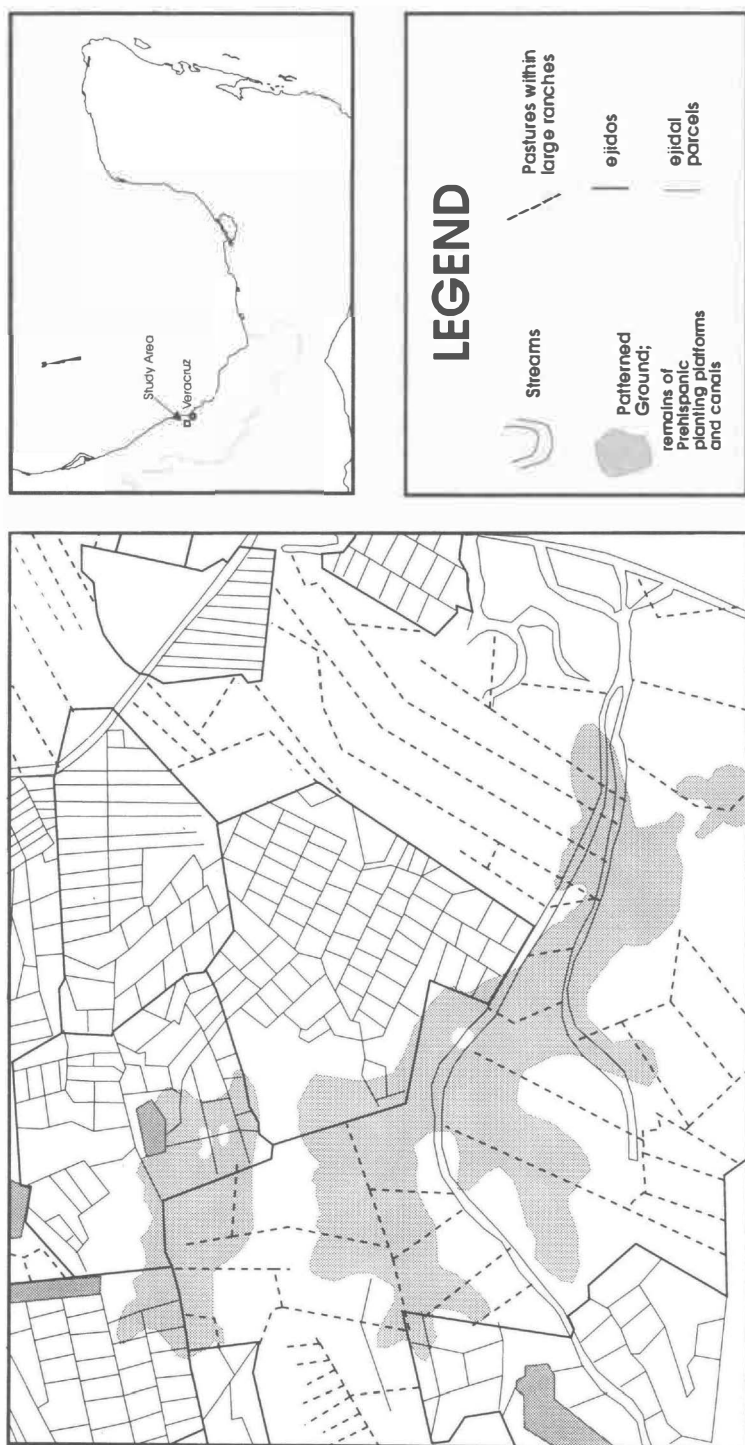 Study Area
Veracruz
LEGEND
Streams
Patterned
Ground;
remains of
Prehispanic
planting platforms
and canals
Pastures within
large ranches
ejidos
ejidal
parcels